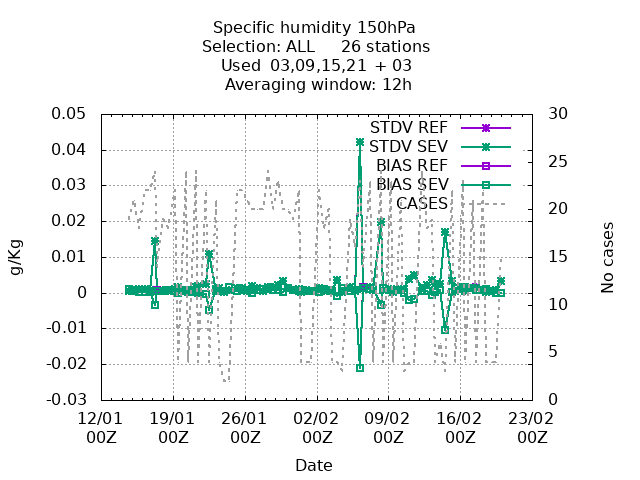 Specific humidity 150hPa
Selection: ALL 26 stations
Used 03,09,15,21 + 03
Averaging window: 12h
0.05
0.04
0.03
0.02
0.01
0
-0.01
-0.02
-0.03
g/Kg
STDV REF
STDV SEV
BIAS REF
BIAS SEV
CASES
30
25
20
15
10
5
0
No cases
12/01 19/01 26/01 02/02 09/02 16/02 23/02
00Z 00Z 00Z 00Z 00Z 00Z 00Z
Date